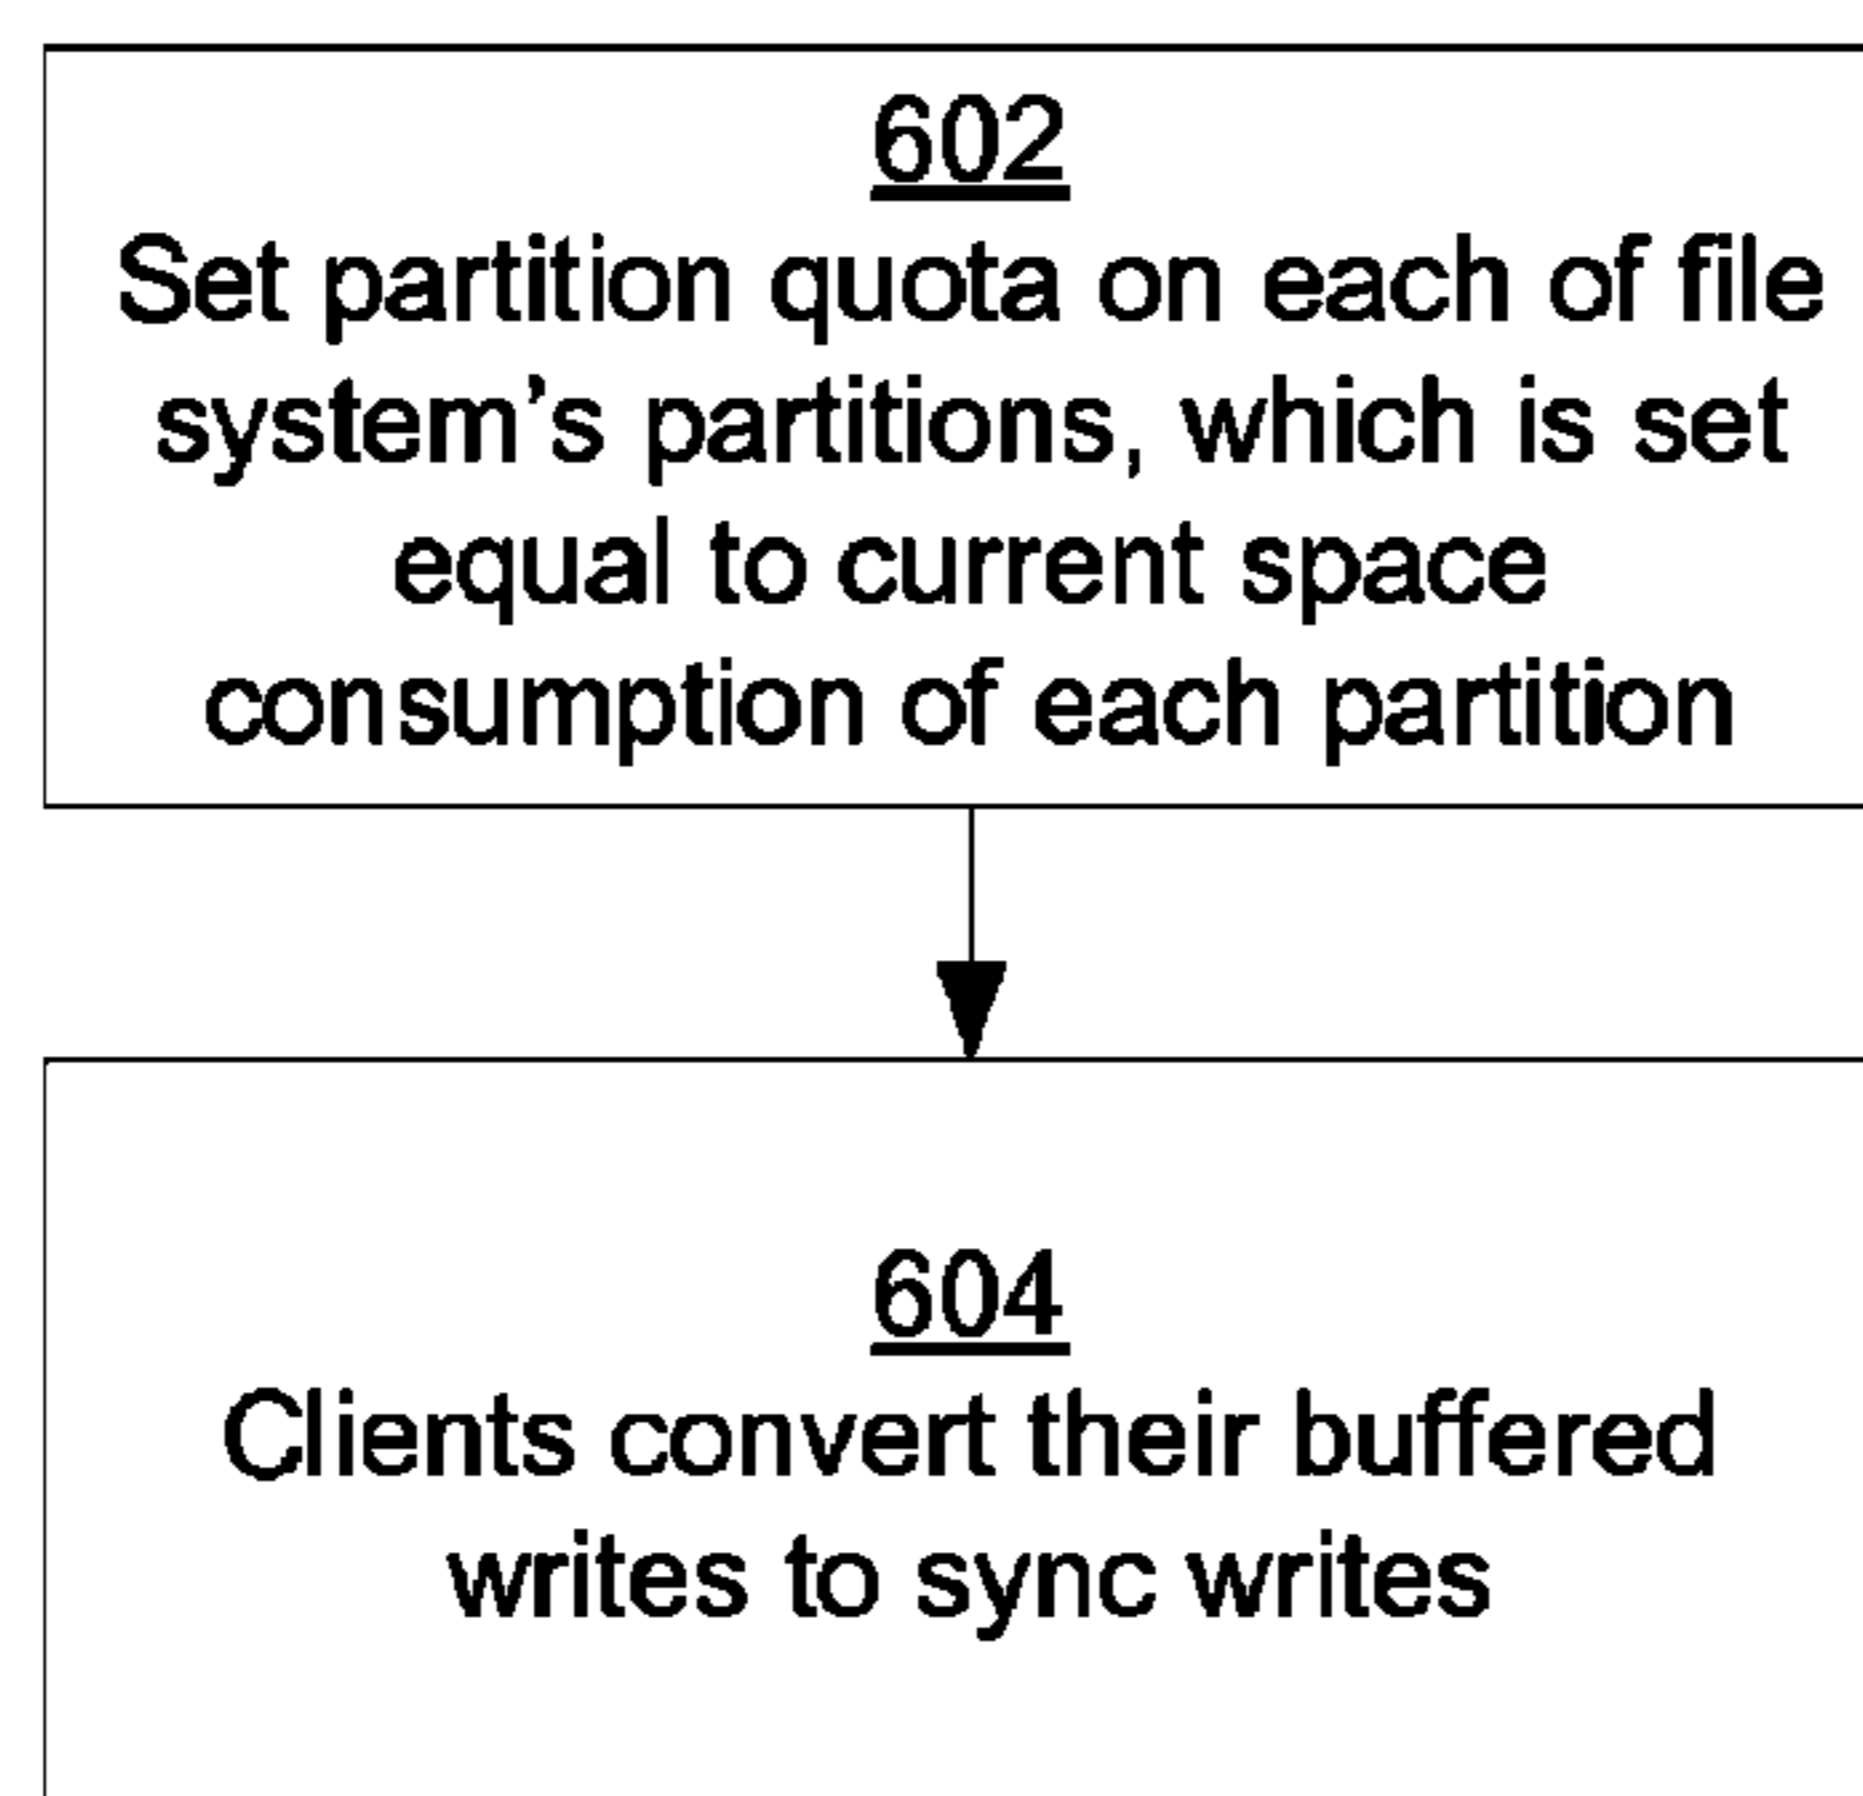 602
Set partition quota on each of file
system’s partitions, which is set
equal to current space
consumption of each partition
604
Clients convert their buffered
writes to sync writes